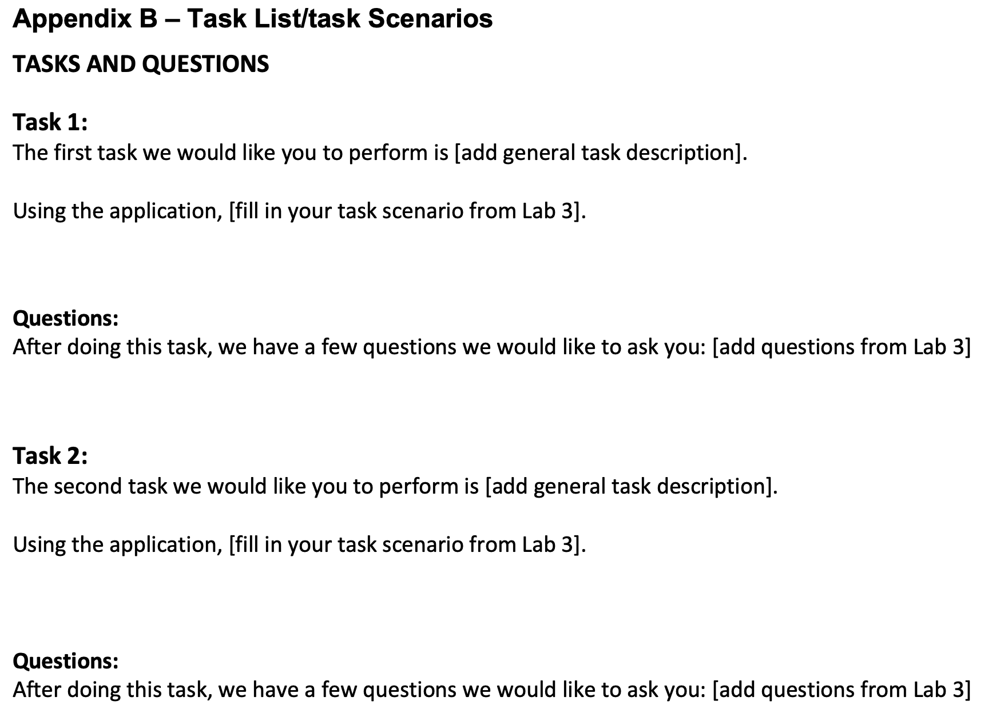 Appendix B – Task List/task Scenarios
TASKS AND QUESTIONS
Task 1:
The first task we would like you to perform is [add general task description].
Using the application, [fill in your task scenario from Lab 3].
Questions:
After doing this task, we have a few questions we would like to ask you: [add questions from Lab 3]
Task 2:
The second task we would like you to perform is [add general task description].
Using the application, [fill in your task scenario from Lab 3].
Questions:
After doing this task, we have a few questions we would like to ask you: [add questions from Lab 3]